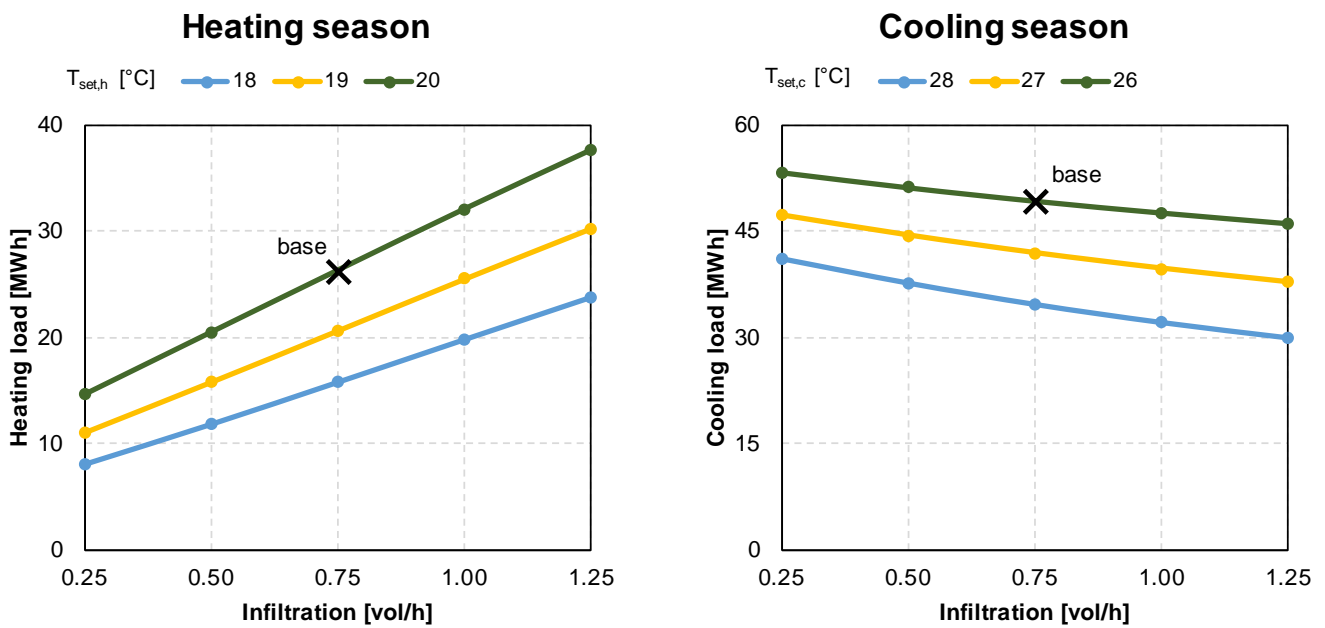 Heating season
T_set,h [°C] 18 19 20
40
30
20
10
0
base
Heating load [MWh]
0.25 0.50 0.75 1.00 1.25
Infiltration [vol/h]
Cooling season
T_set,c [°C] 28 27 26
60
45
30
15
0
base
Cooling load [MWh]
0.25 0.50 0.75 1.00 1.25
Infiltration [vol/h]